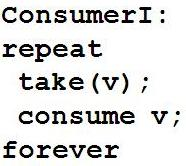 ConsumerI:
repeat
take(v);
consume v;
forever